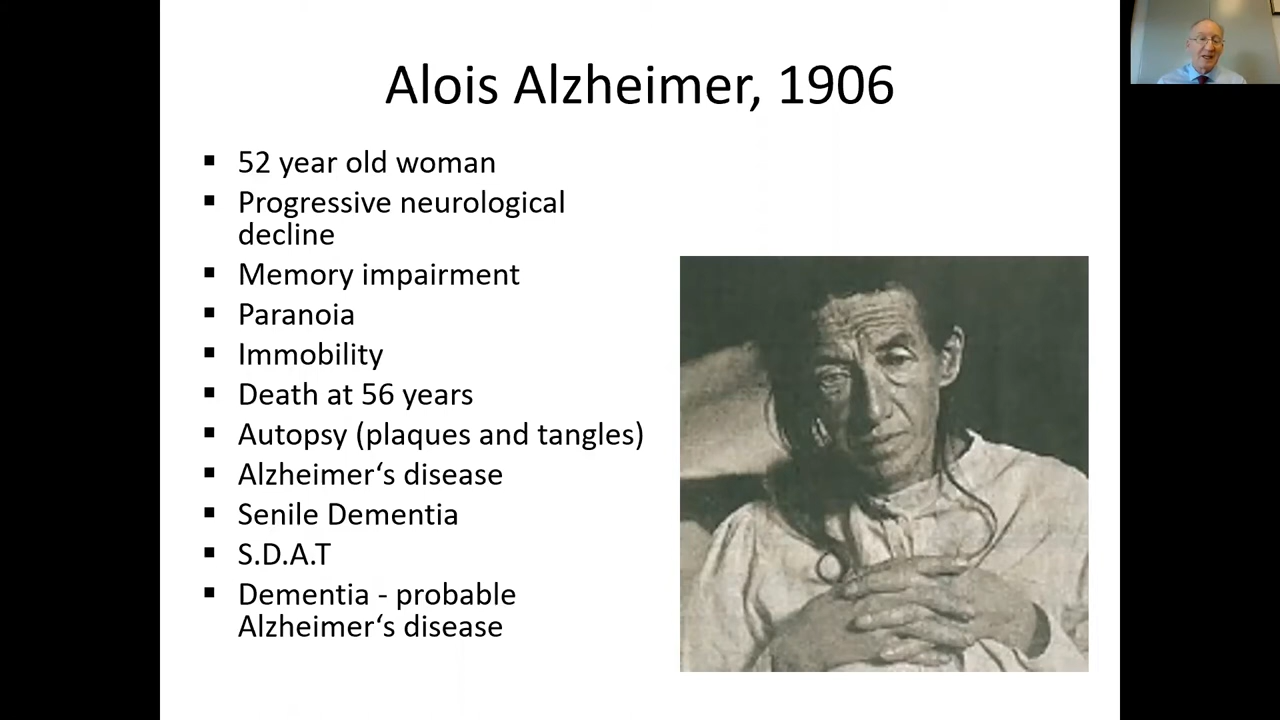 Alois Alzheimer, 1906
▪ 52 year old woman
▪ Progressive neurological
decline
▪ Memory impairment
▪ Paranoia
▪ Immobility
▪ Death at 56 years
▪ Autopsy (plaques and tangles)
▪ Alzheimer‘s disease
▪ Senile Dementia
▪ S.D.A.T
▪ Dementia - probable
Alzheimer‘s disease